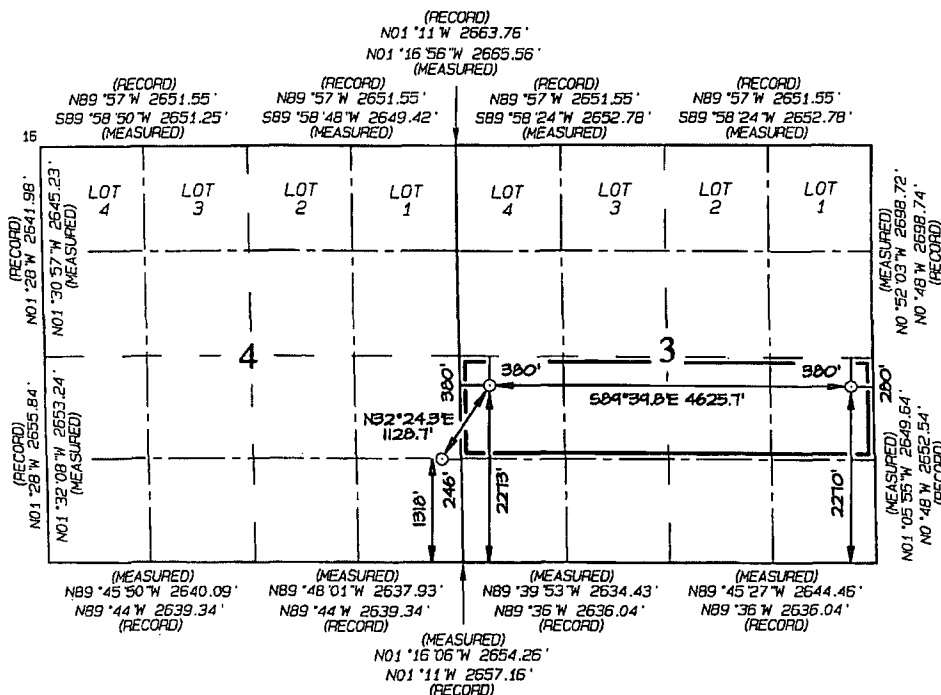 (RECORD)
N01°11'W 2663.76'
N01°16'56"W 2665.56'
(MEASURED)
(RECORD)
N89°57'W 2651.55'
S89°58'50"W 2651.25'
(MEASURED)
(RECORD)
N89°57'W 2651.55'
S89°58'48"W 2649.42'
(MEASURED)
(RECORD)
N89°57'W 2651.55'
S89°58'24"W 2652.78'
(MEASURED)
(RECORD)
N89°57'W 2651.55'
S89°58'24"W 2652.78'
(MEASURED)
15
LOT
4
LOT
3
LOT
2
LOT
1
LOT
4
LOT
3
LOT
2
LOT
1
(RECORD)
N01°28'W 2641.98'
N01°30'57"W 2645.23'
(MEASURED)
(MEASURED)
N0°52'03"W 2698.74'
N0°48'W 2698.72'
(RECORD)
4
3
380'
380'
380'
280'
S89°39.8'E 4625.7'
N32°24.3'E
1128.7'
(RECORD)
N01°28'W 2655.84'
N01°32'08"W 2653.24'
(MEASURED)
1318'
246'
2273'
2270'
(MEASURED)
N01°05'55"W 2649.64'
N0°48'W 2652.54'
(RECORD)
(MEASURED)
N89°45'50"W 2640.09'
N89°44'W 2639.34'
(RECORD)
(MEASURED)
N89°48'01"W 2637.93'
N89°44'W 2639.34'
(RECORD)
(MEASURED)
N89°39'53"W 2634.43'
N89°36'W 2636.04'
(RECORD)
(MEASURED)
N89°45'27"W 2644.46'
N89°36'W 2636.04'
(RECORD)
(MEASURED)
N01°16'06"W 2654.26'
N01°11'W 2657.16'
(RECORD)